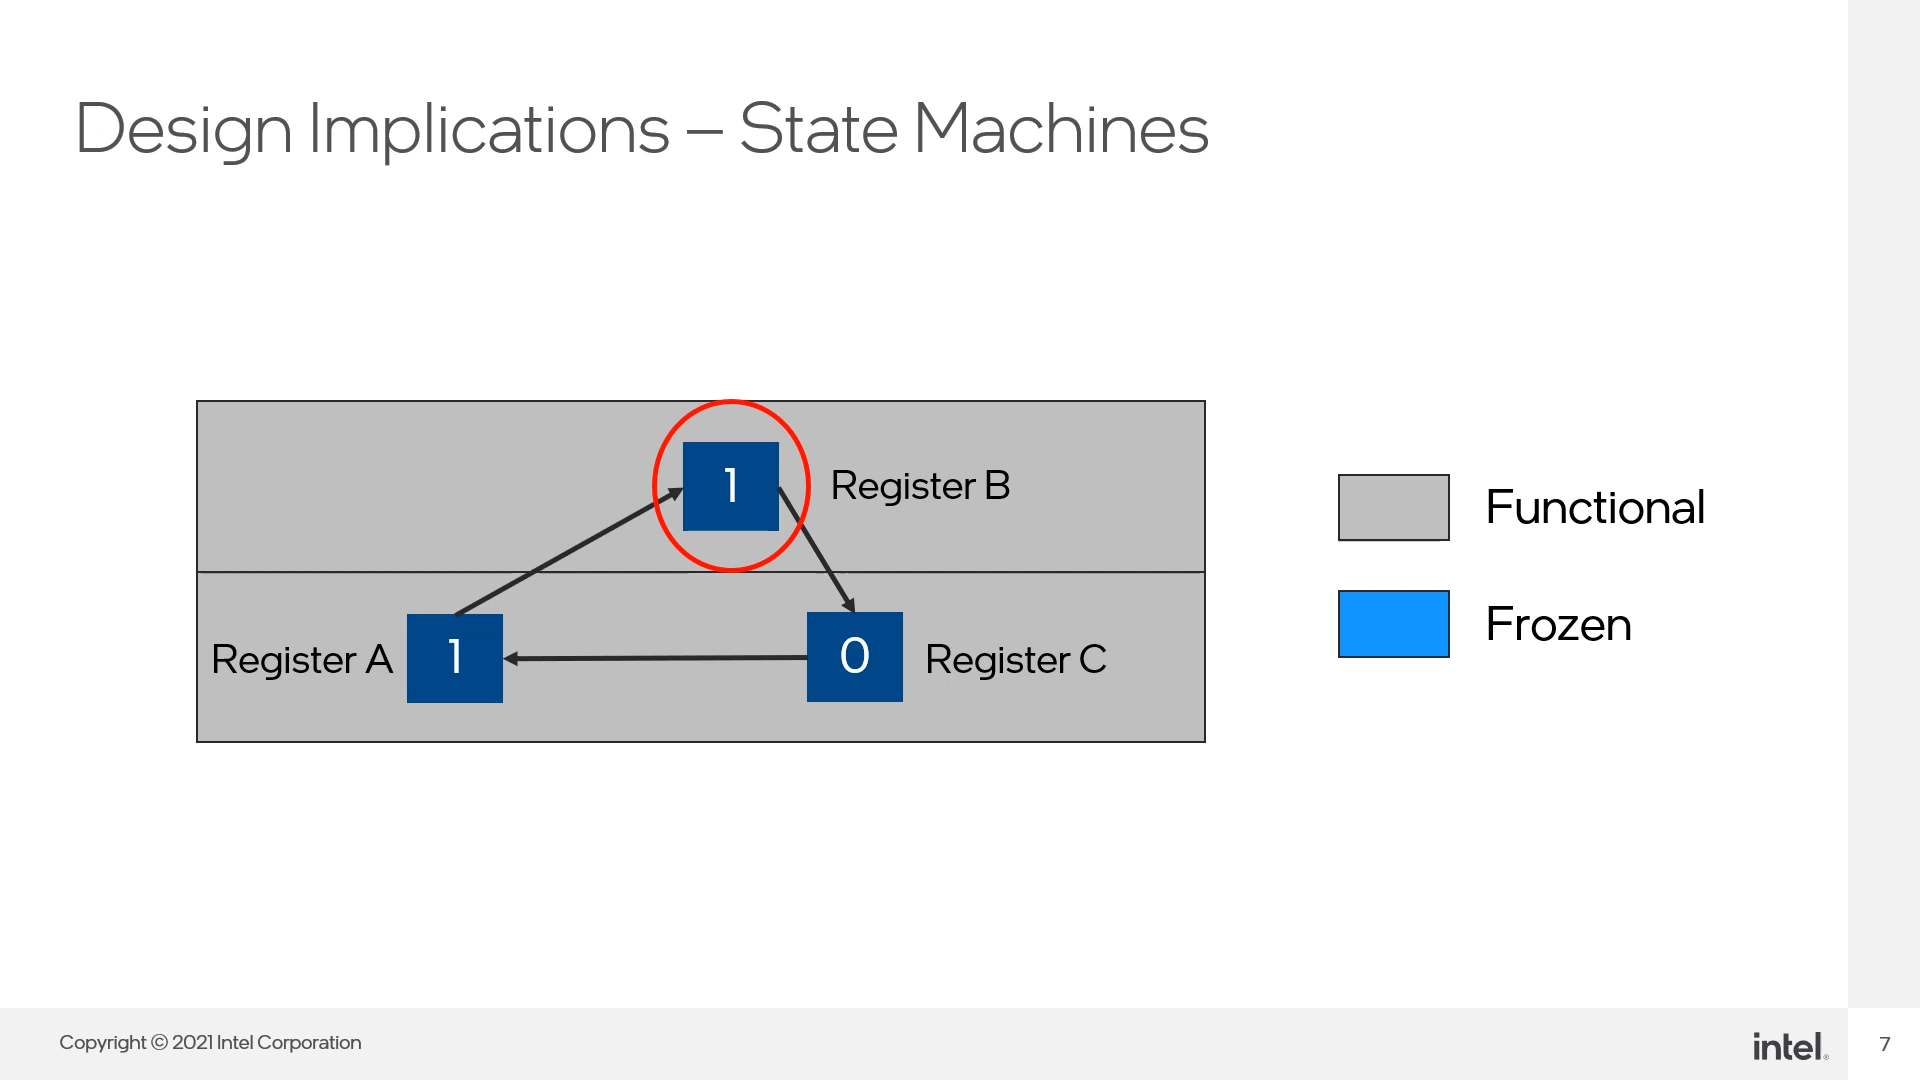 Design Implications – State Machines
1
Register B
Register A
1
0
Register C
Functional
Frozen
Copyright © 2021 Intel Corporation
intel®
7